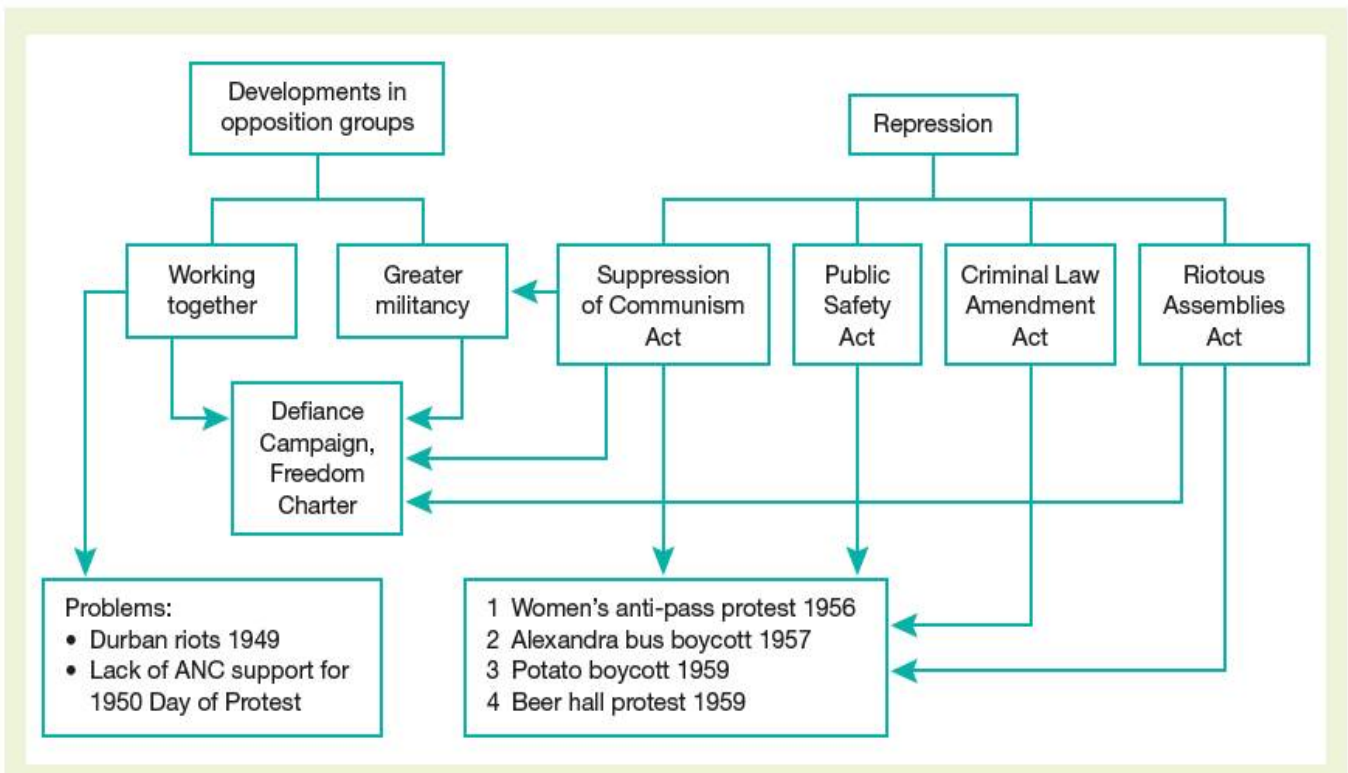 Developments in
opposition groups
Repression
Working
together
Greater
militancy
Suppression
of Communism
Act
Public
Safety
Act
Criminal Law
Amendment
Act
Riotous
Assemblies
Act
Defiance
Campaign,
Freedom
Charter
Problems:
• Durban riots 1949
• Lack of ANC support for
1950 Day of Protest
1 Women’s anti-pass protest 1956
2 Alexandra bus boycott 1957
3 Potato boycott 1959
4 Beer hall protest 1959